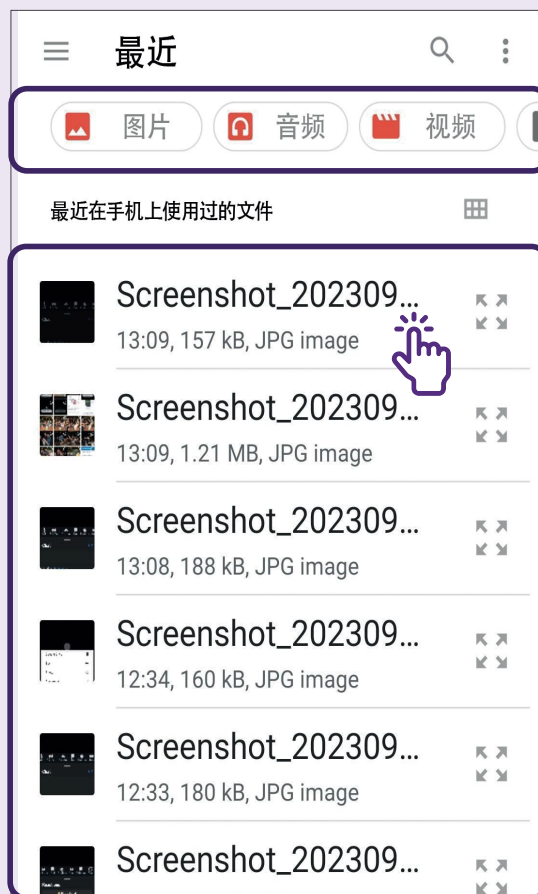 最近
图片 音频 视频
最近在手机上使用过的文件
Screenshot_202309...
13:09, 157 kB, JPG image
Screenshot_202309...
13:09, 1.21 MB, JPG image
Screenshot_202309...
13:08, 188 kB, JPG image
Screenshot_202309...
12:34, 160 kB, JPG image
Screenshot_202309...
12:33, 180 kB, JPG image
Screenshot_202309...